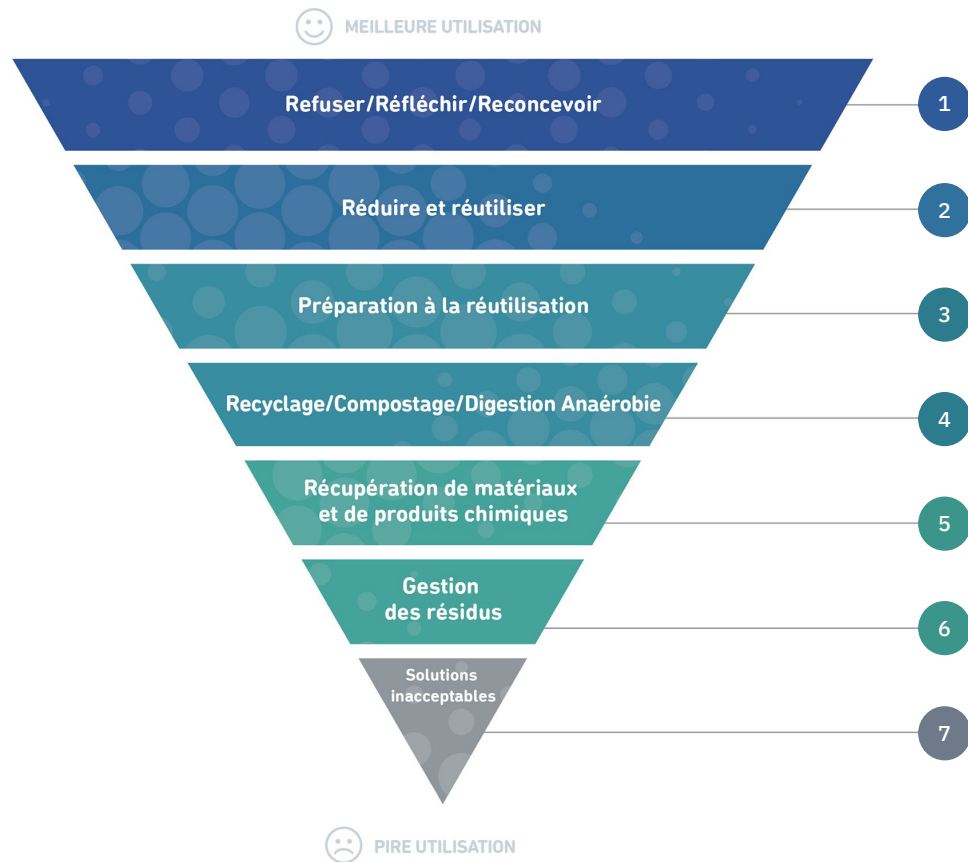 MEILLEURE UTILISATION
Refuser/Réfléchir/Reconcevoir
1
Réduire et réutiliser
2
Préparation à la réutilisation
3
Recyclage/Compostage/Digestion Anaérobie
4
Récupération de matériaux
et de produits chimiques
5
Gestion
des résidus
6
Solutions
inacceptables
7
PIRE UTILISATION